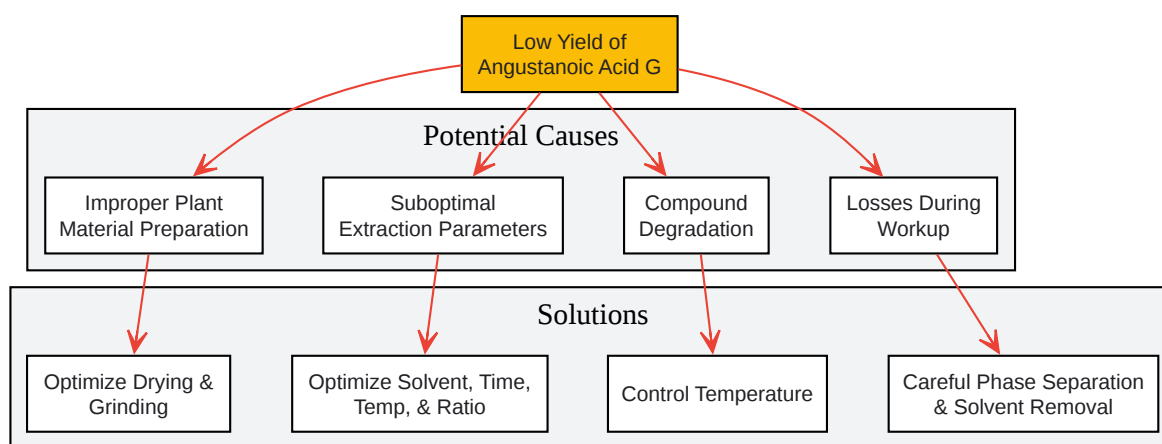 Low Yield of
Angustanoic Acid G
Potential Causes
Improper Plant
Material Preparation
Suboptimal
Extraction Parameters
Compound
Degradation
Losses During
Workup
Solutions
Optimize Drying &
Grinding
Optimize Solvent, Time,
Temp, & Ratio
Control Temperature
Careful Phase Separation
& Solvent Removal